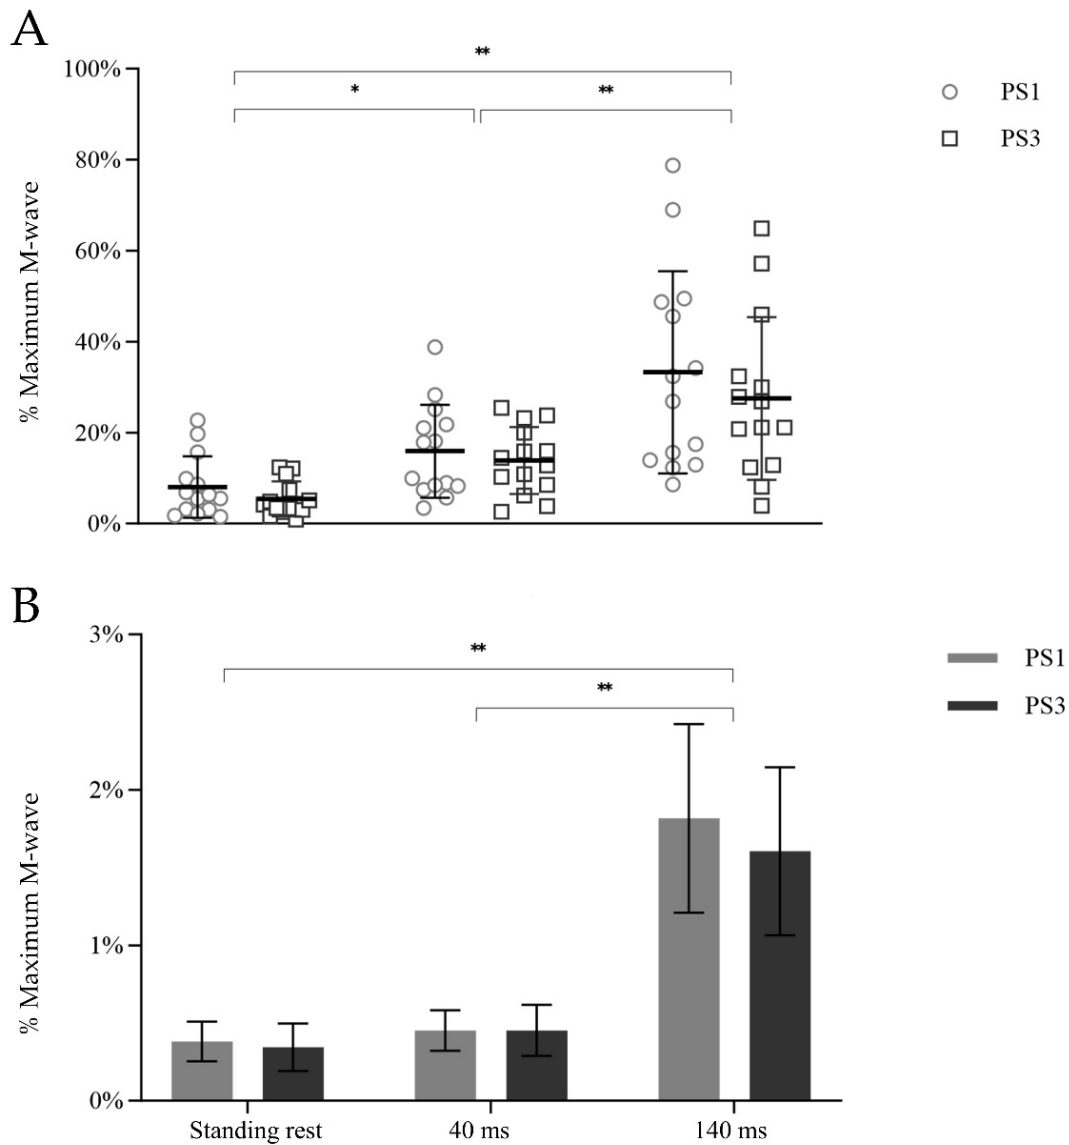 A
**
100%
*
**
PS1
PS3
80%
60%
40%
20%
0%
% Maximum M-wave
B
3%
**
**
PS1
PS3
2%
1%
0%
% Maximum M-wave
Standing rest 40 ms 140 ms